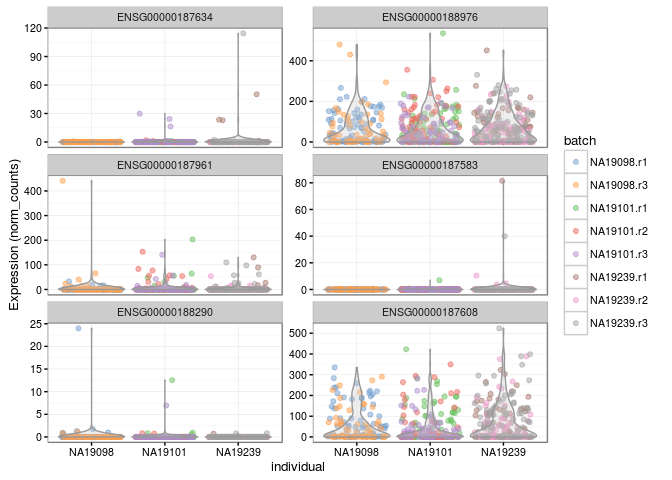 ENSG00000187634
ENSG00000188976
120
90
60
30
0
400
200
0
ENSG00000187961
ENSG00000187583
400
300
200
100
0
80
60
40
20
0
ENSG00000188290
ENSG00000187608
25
20
15
10
5
0
500
400
300
200
100
0
NA19098
NA19101
NA19239
NA19098
NA19101
NA19239
individual
Expression (norm_counts)
batch
NA19098.r1
NA19098.r3
NA19101.r1
NA19101.r2
NA19101.r3
NA19239.r1
NA19239.r2
NA19239.r3